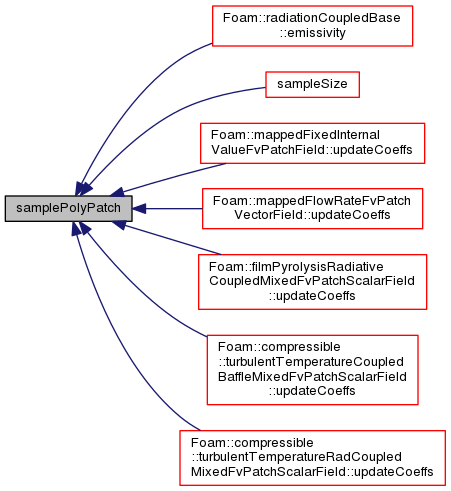 Foam::radiationCoupledBase
::emissivity
sampleSize
Foam::mappedFixedInternal
ValueFvPatchField::updateCoeffs
samplePolyPatch
Foam::mappedFlowRateFvPatch
VectorField::updateCoeffs
Foam::filmPyrolysisRadiative
CoupledMixedFvPatchScalarField
::updateCoeffs
Foam::compressible
::turbulentTemperatureCoupled
BaffleMixedFvPatchScalarField
::updateCoeffs
Foam::compressible
::turbulentTemperatureRadCoupled
MixedFvPatchScalarField::updateCoeffs